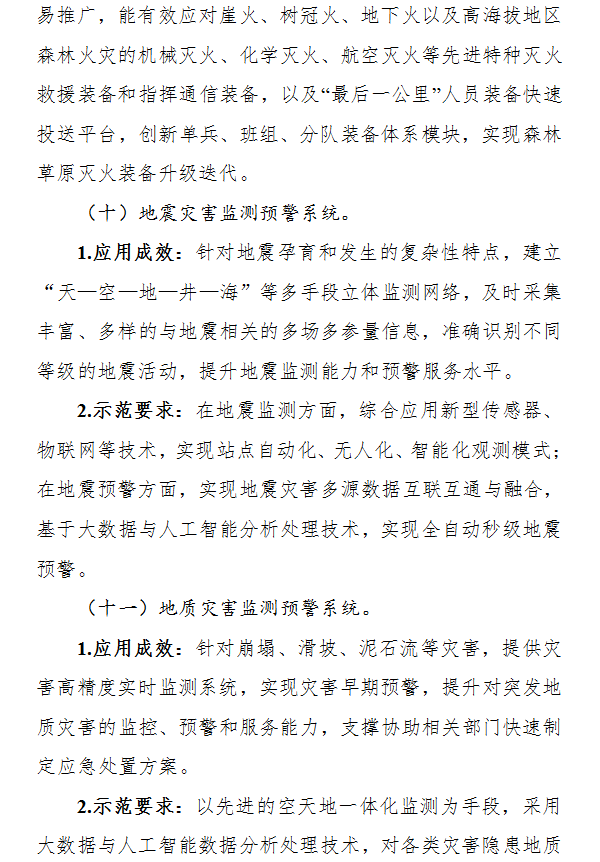 易推广，能有效应对崖火、树冠火、地下火以及高海拔地区
森林火灾的机械灭火、化学灭火、航空灭火等先进特种灭火
救援装备和指挥通信装备，以及“最后一公里”人员装备快速
投送平台，创新单兵、班组、分队装备体系模块，实现森林
草原灭火装备升级迭代。
（十）地震灾害监测预警系统。
1.应用成效：针对地震孕育和发生的复杂性特点，建立
“天—空—地—井—海”等多手段立体监测网络，及时采集
丰富、多样的与地震相关的多场多参量信息，准确识别不同
等级的地震活动，提升地震监测能力和预警服务水平。
2.示范要求：在地震监测方面，综合应用新型传感器、
物联网等技术，实现站点自动化、无人化、智能化观测模式；
在地震预警方面，实现地震灾害多源数据互联互通与融合，
基于大数据与人工智能分析处理技术，实现全自动秒级地震
预警。
（十一）地质灾害监测预警系统。
1.应用成效：针对崩塌、滑坡、泥石流等灾害，提供灾
害高精度实时监测系统，实现灾害早期预警，提升对突发地
质灾害的监控、预警和服务能力，支撑协助相关部门快速制
定应急处置方案。
2.示范要求：以先进的空天地一体化监测为手段，采用
大数据与人工智能数据分析处理技术，对各类灾害隐患地质